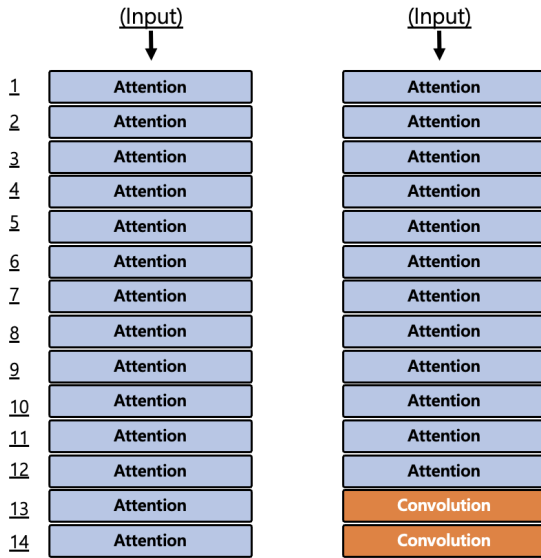 (Input) (Input)
1 Attention Attention
2 Attention Attention
3 Attention Attention
4 Attention Attention
5 Attention Attention
6 Attention Attention
7 Attention Attention
8 Attention Attention
9 Attention Attention
10 Attention Attention
11 Attention Attention
12 Attention Attention
13 Attention Convolution
14 Attention Convolution